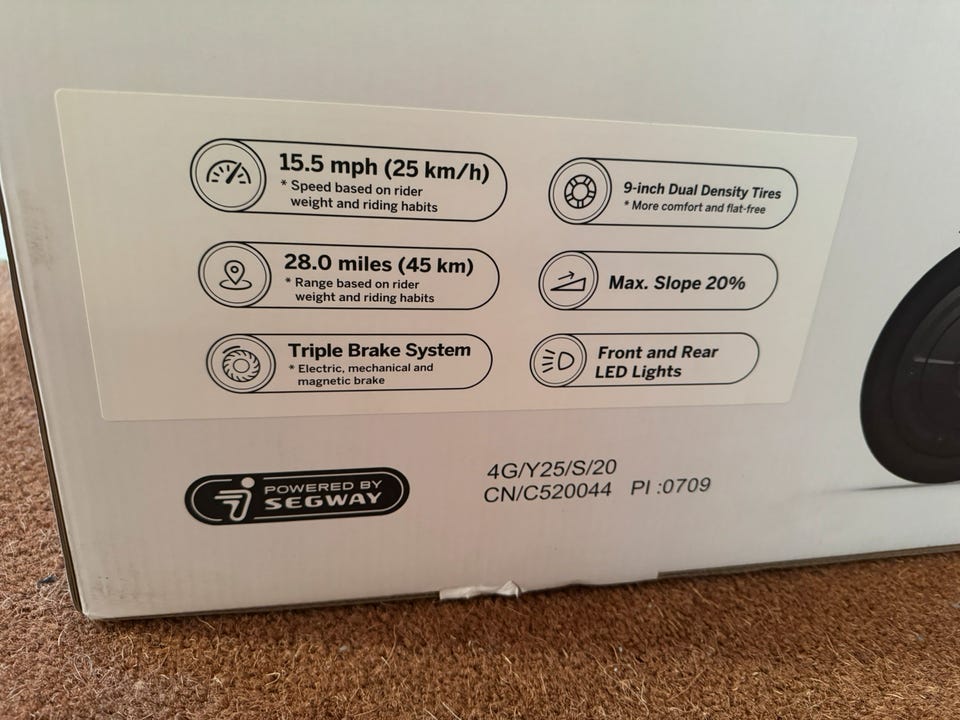 15.5 mph (25 km/h)
* Speed based on rider
weight and riding habits
28.0 miles (45 km)
* Range based on rider
weight and riding habits
Triple Brake System
* Electric, mechanical and
magnetic brake
9-inch Dual Density Tires
* More comfort and flat-free
Max. Slope 20%
Front and Rear
LED Lights
POWERED BY
SEGWAY
4G/Y25/S/20
CN/C520044 PI :0709